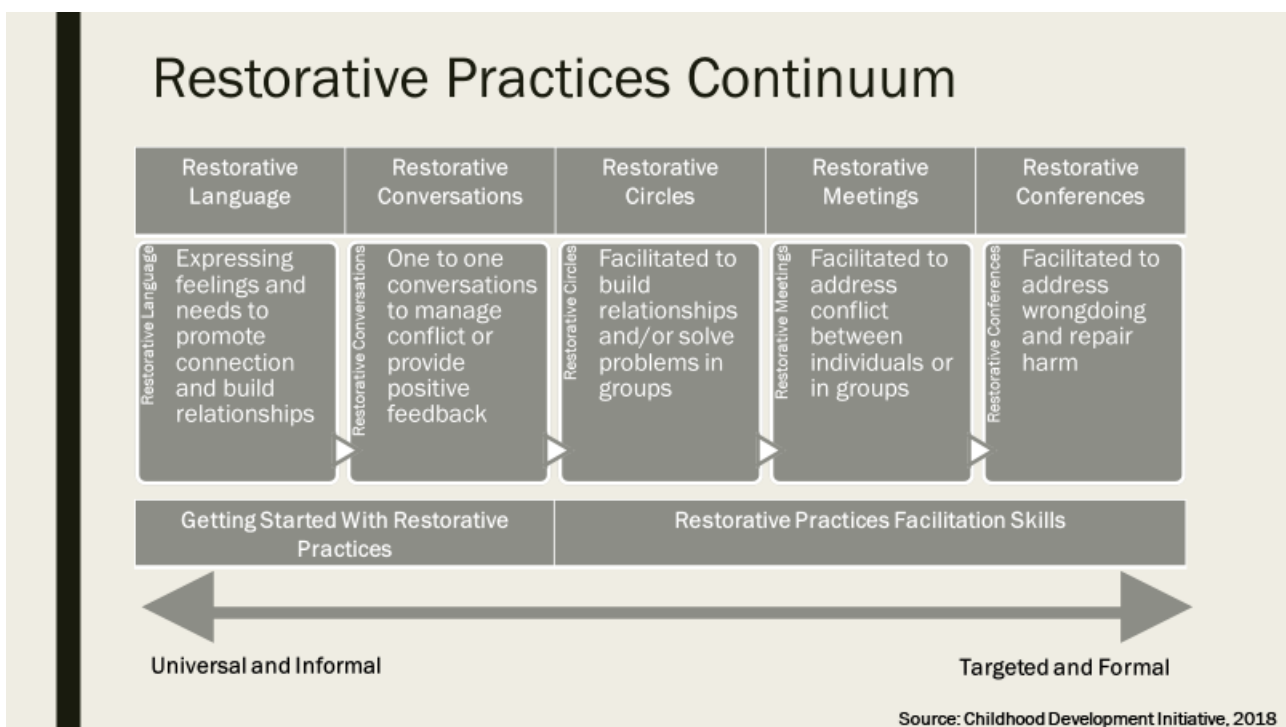 Restorative Practices Continuum
Restorative
Language
Restorative
Conversations
Restorative
Circles
Restorative
Meetings
Restorative
Conferences
Restorative Language
Expressing
feelings and
needs to
promote
connection
and build
relationships
Restorative Conversations
One to one
conversations
to manage
conflict or
provide
positive
feedback
Restorative Circles
Facilitated to
build
relationships
and/or solve
problems in
groups
Restorative Meetings
Facilitated to
address
conflict
between
individuals or
in groups
Restorative Conferences
Facilitated to
address
wrongdoing
and repair
harm
Getting Started With Restorative
Practices
Restorative Practices Facilitation Skills
Universal and Informal
Targeted and Formal
Source: Childhood Development Initiative, 2018